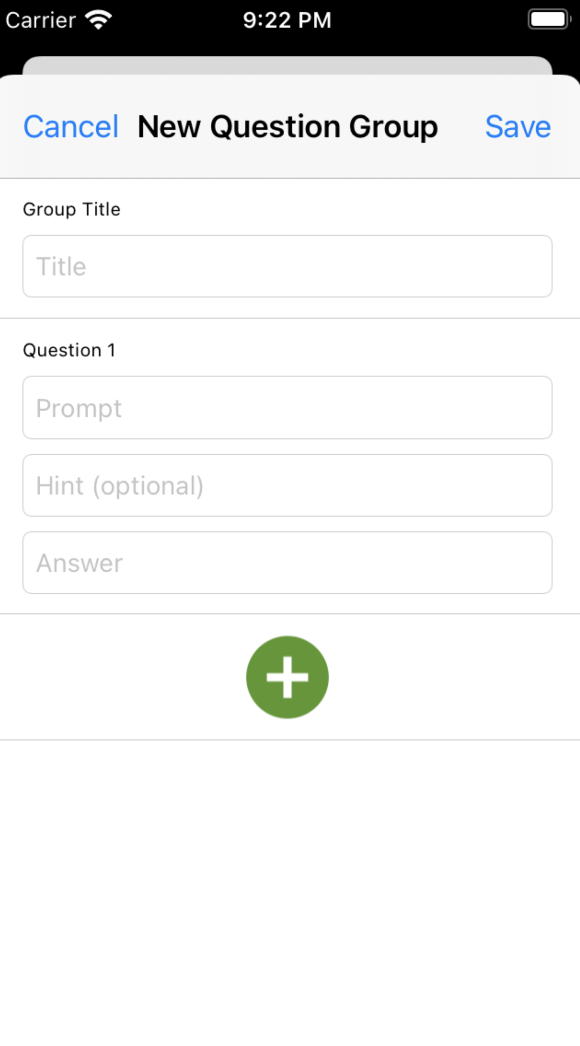 Carrier 9:22 PM
Cancel New Question Group Save
Group Title
Title
Question 1
Prompt
Hint (optional)
Answer